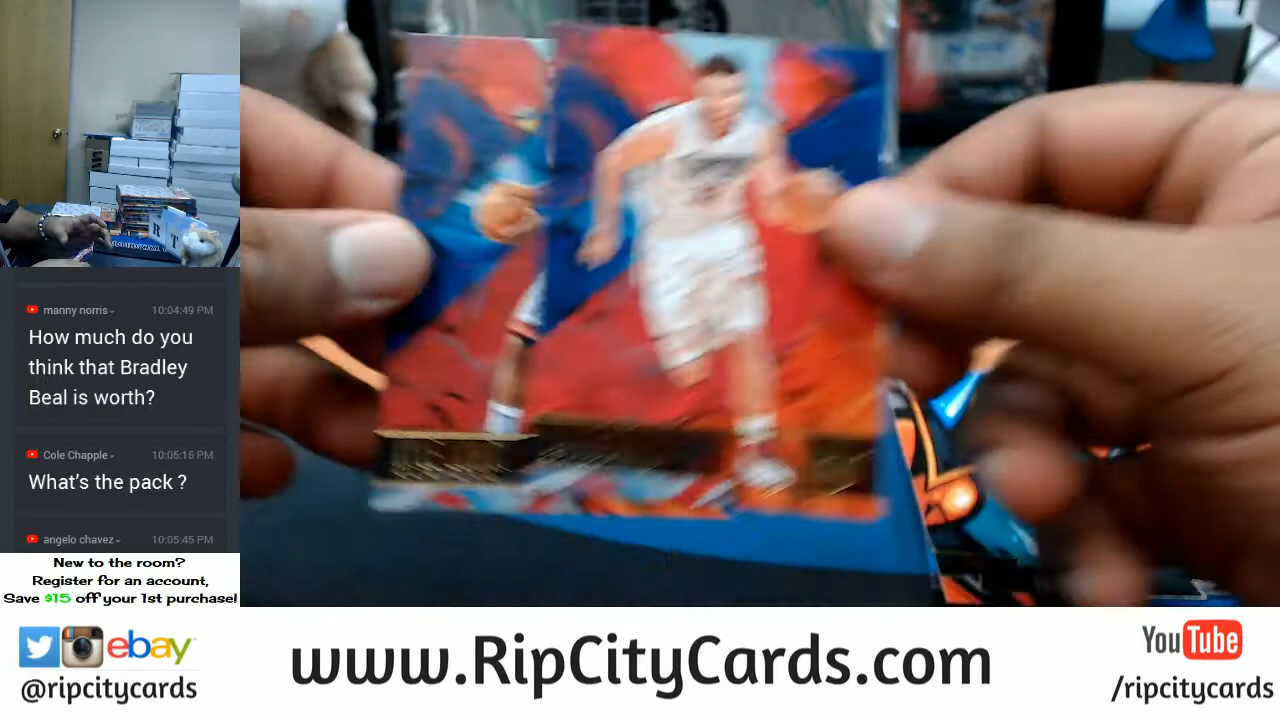 R T
manny norris 10:04:49 PM
How much do you
think that Bradley
Beal is worth?
Cole Chapple 10:05:15 PM
What's the pack ?
angelo chavez 10:05:45 PM
New to the room?
Register for an account,
Save $15 off your 1st purchase!
ebay
@ripcitycards
www.RipCityCards.com
YouTube
/ripcitycards